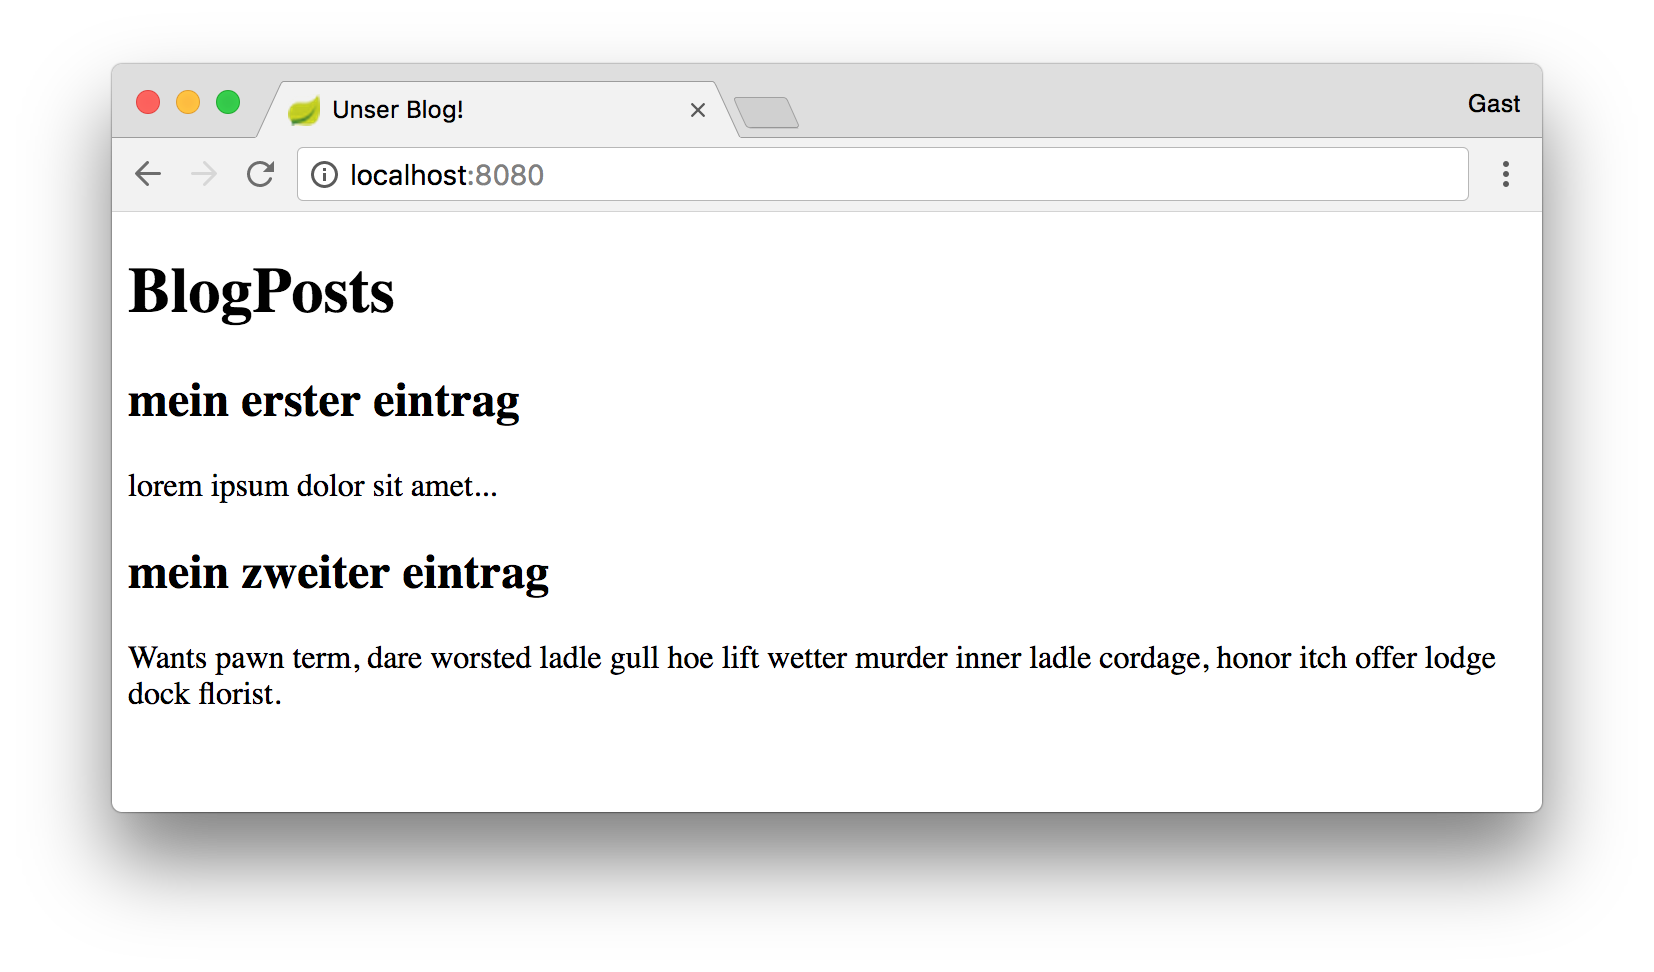 Unser Blog!
Gast
localhost:8080
BlogPosts
mein erster eintrag
lorem ipsum dolor sit amet...
mein zweiter eintrag
Wants pawn term, dare worsted ladle gull hoe lift wetter murder inner ladle cordage, honor itch offer lodge
dock florist.